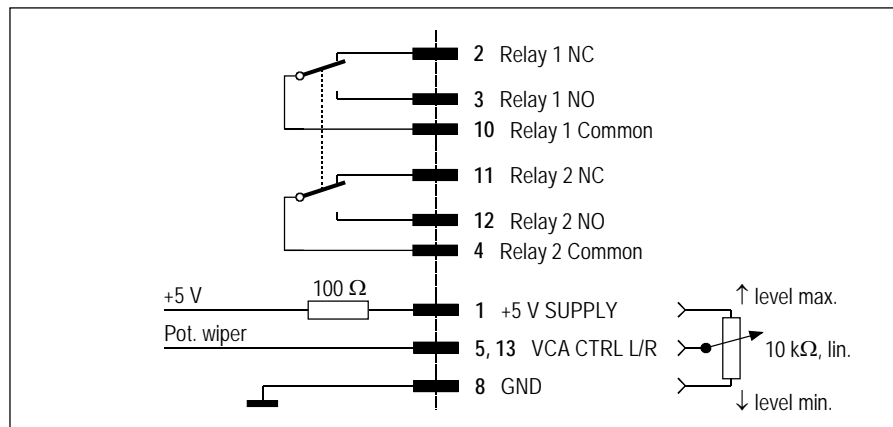 2 Relay 1 NC
3 Relay 1 NO
10 Relay 1 Common
11 Relay 2 NC
12 Relay 2 NO
4 Relay 2 Common
+5 V
100 Ω
1 +5 V SUPPLY
↑ level max.
Pot. wiper
5, 13 VCA CTRL L/R
10 kΩ, lin.
8 GND
↓ level min.